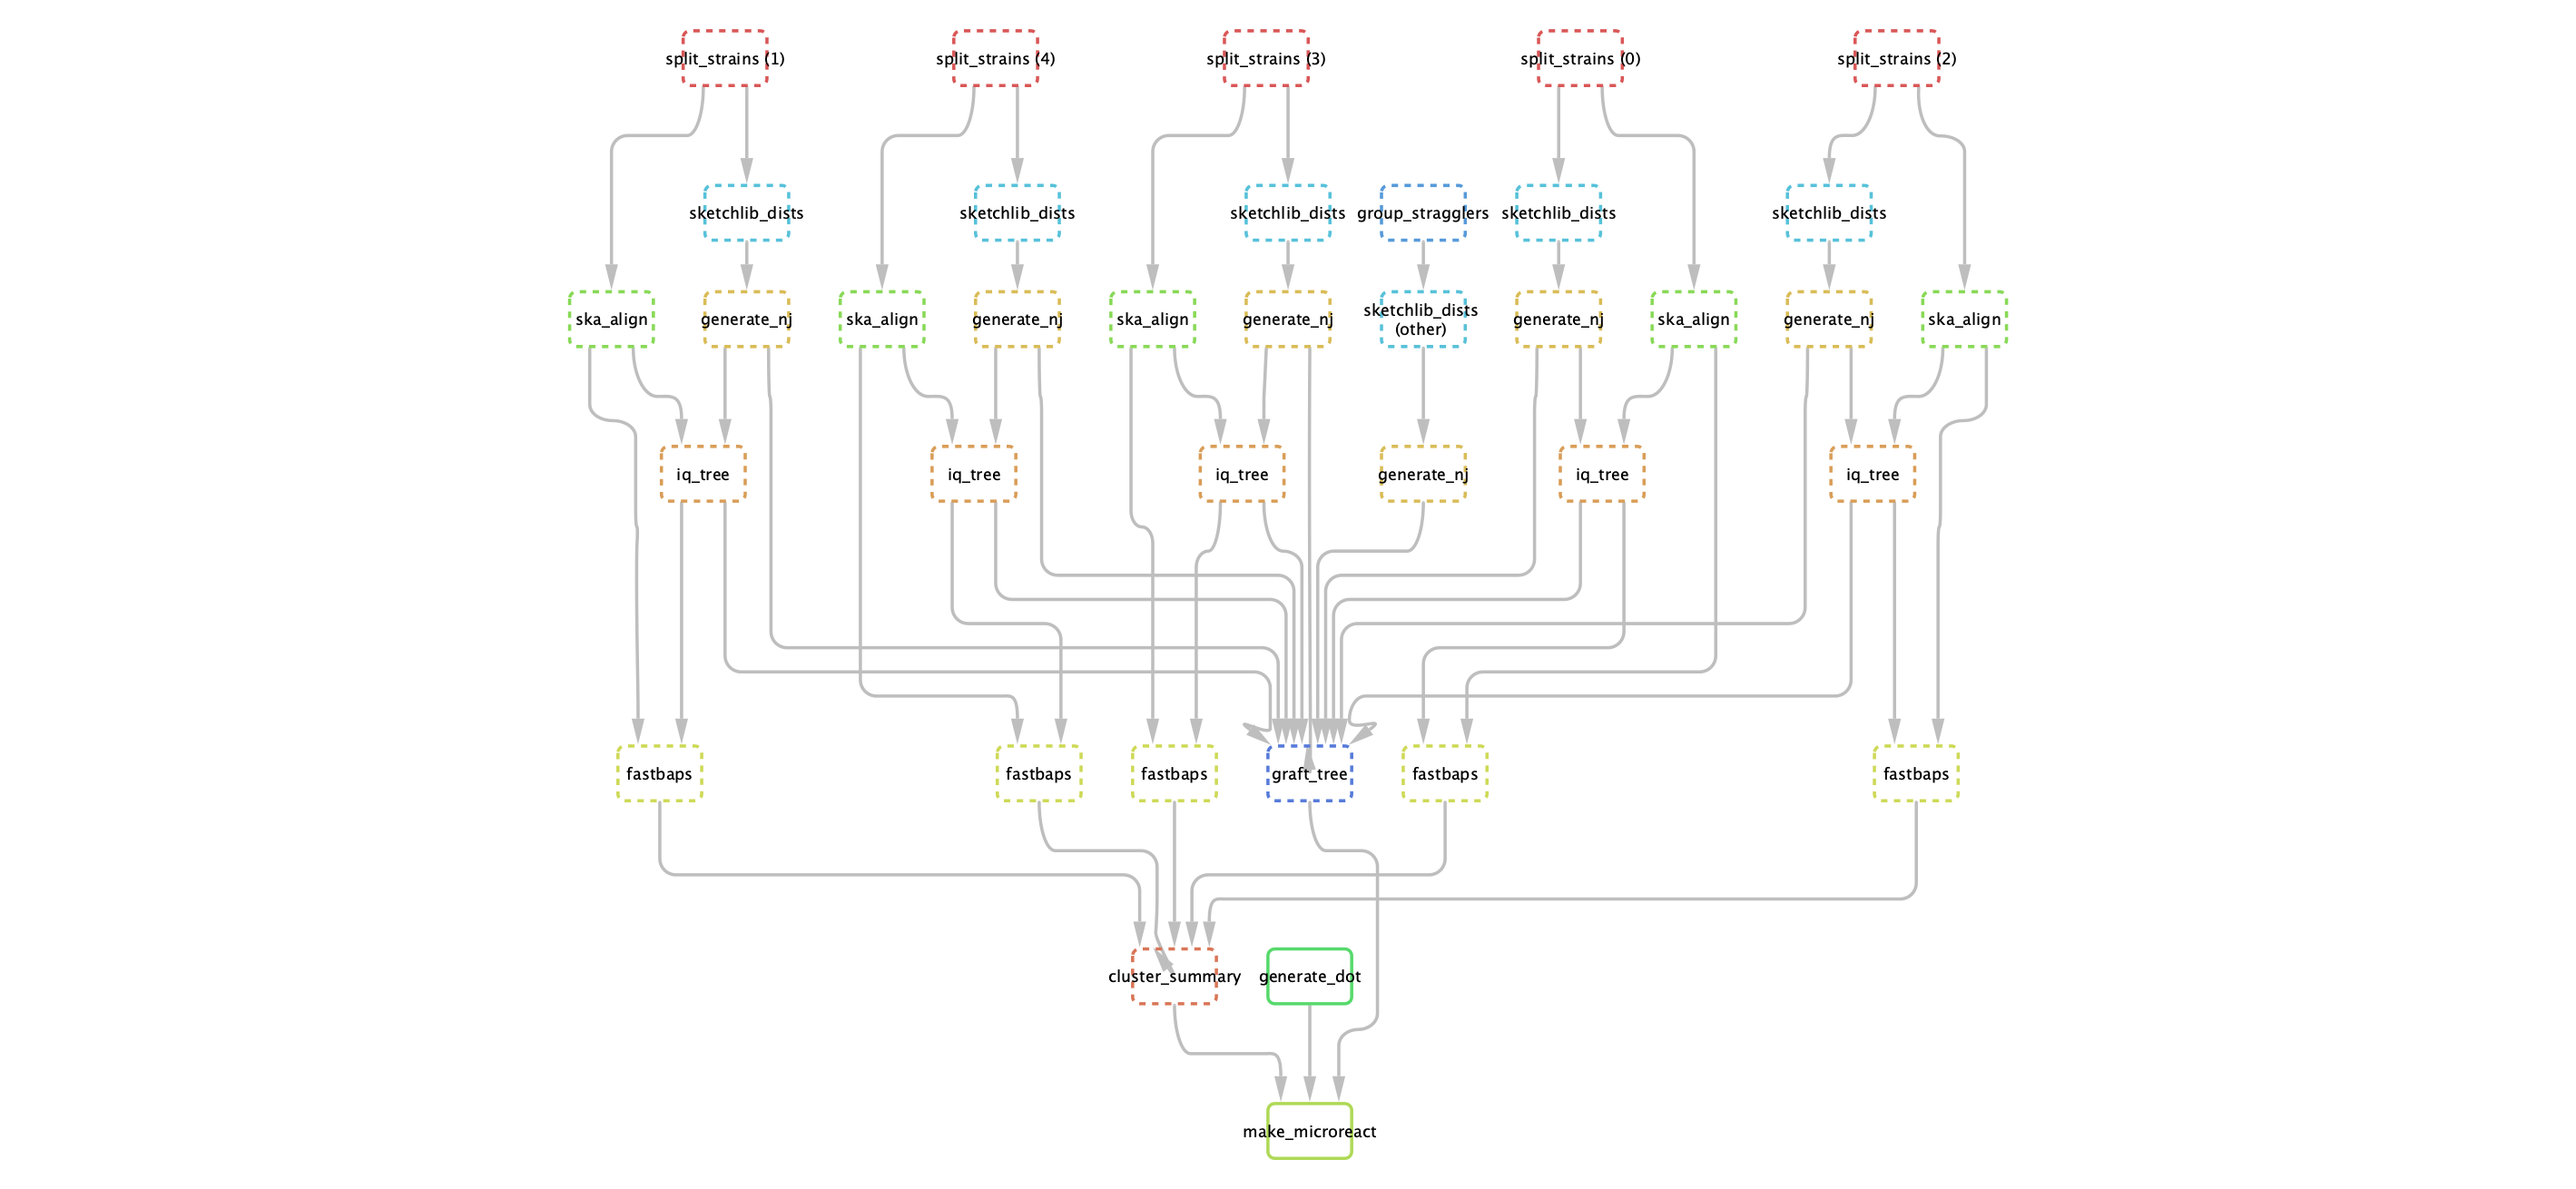 split_strains (1)
split_strains (4)
split_strains (3)
split_strains (0)
split_strains (2)
sketchlib_dists
sketchlib_dists
sketchlib_dists
group_stragglers
sketchlib_dists
sketchlib_dists
ska_align
generate_nj
ska_align
generate_nj
ska_align
generate_nj
sketchlib_dists
(other)
generate_nj
ska_align
generate_nj
ska_align
iq_tree
iq_tree
iq_tree
generate_nj
iq_tree
iq_tree
fastbaps
fastbaps
fastbaps
graft_tree
fastbaps
fastbaps
cluster_summary
generate_dot
make_microreact